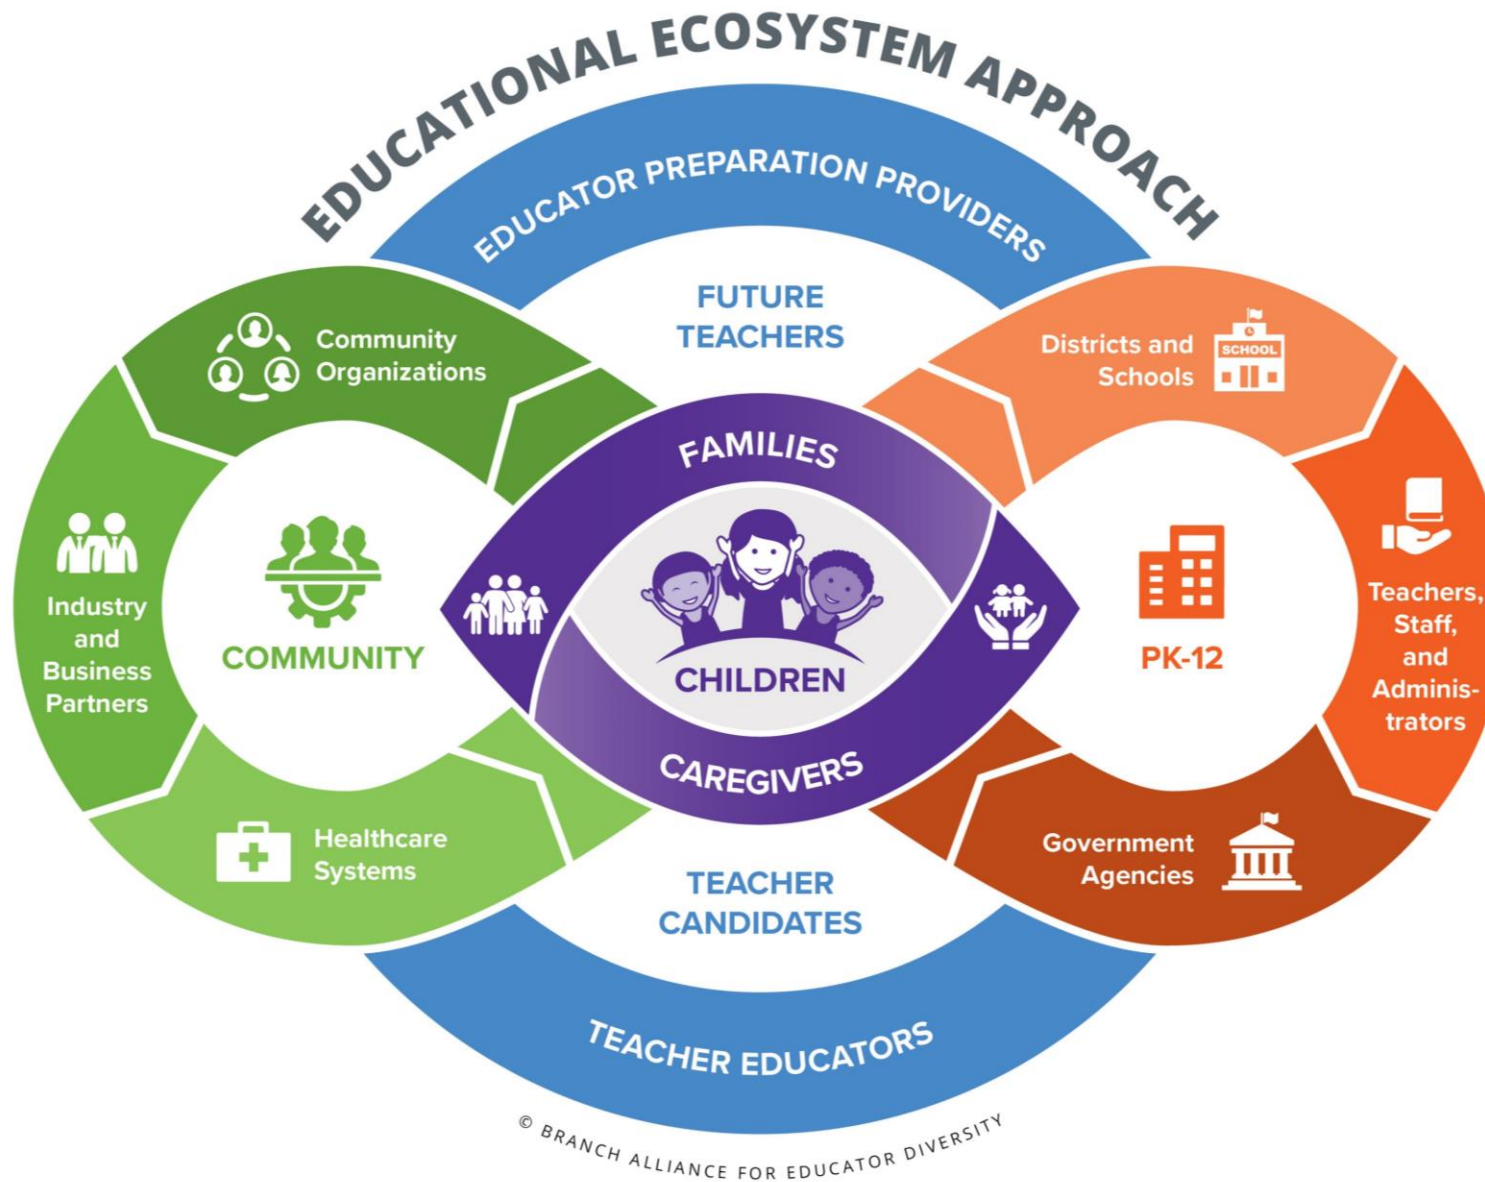 EDUCATIONAL ECOSYSTEM APPROACH
EDUCATOR PREPARATION PROVIDERS
FUTURE
TEACHERS
Community
Organizations
Districts and
Schools
SCHOOL
FAMILIES
Industry
and
Business
Partners
COMMUNITY
CHILDREN
PK-12
Teachers,
Staff,
and
Adminis-
trators
CAREGIVERS
Healthcare
Systems
Government
Agencies
TEACHER
CANDIDATES
TEACHER EDUCATORS
© BRANCH ALLIANCE FOR EDUCATOR DIVERSITY